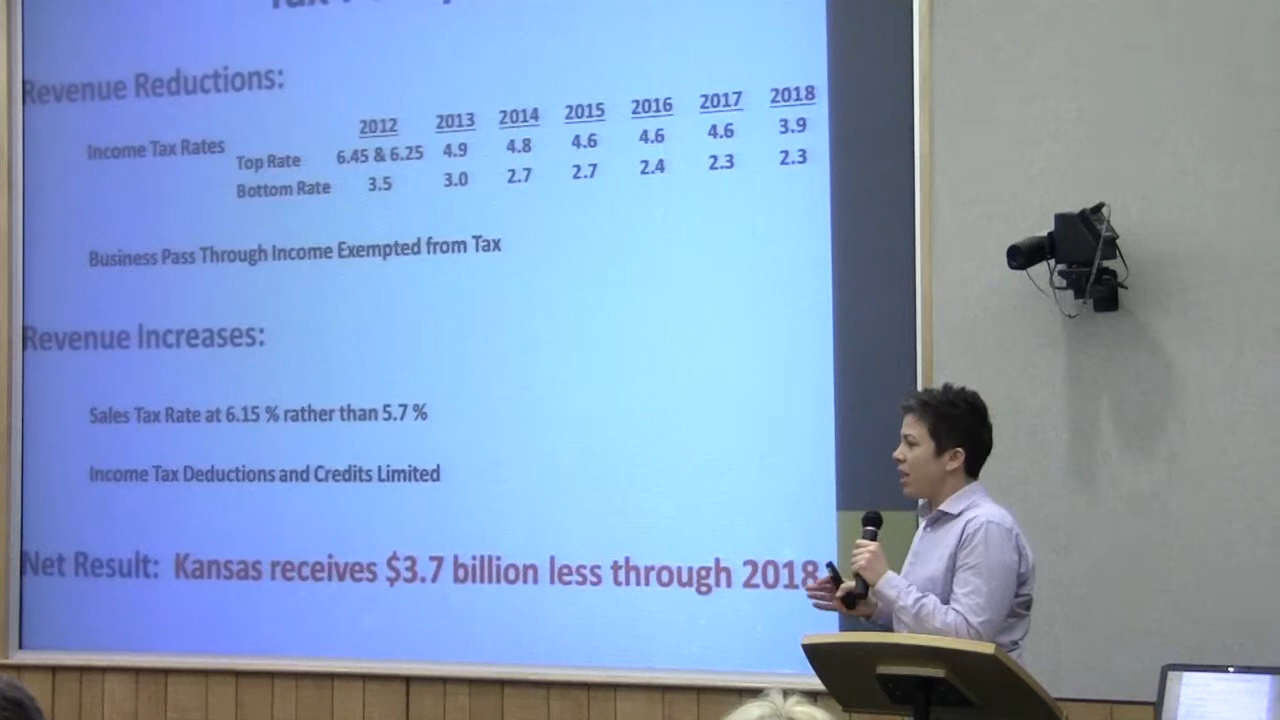 Revenue Reductions:
2012 2013 2014 2015 2016 2017 2018
Income Tax Rates
Top Rate 6.45 & 6.25 4.9 4.8 4.6 4.6 4.6 3.9
Bottom Rate 3.5 3.0 2.7 2.7 2.4 2.3 2.3
Business Pass Through Income Exempted from Tax
Revenue Increases:
Sales Tax Rate at 6.15 % rather than 5.7 %
Income Tax Deductions and Credits Limited
Net Result: Kansas receives $3.7 billion less through 2018